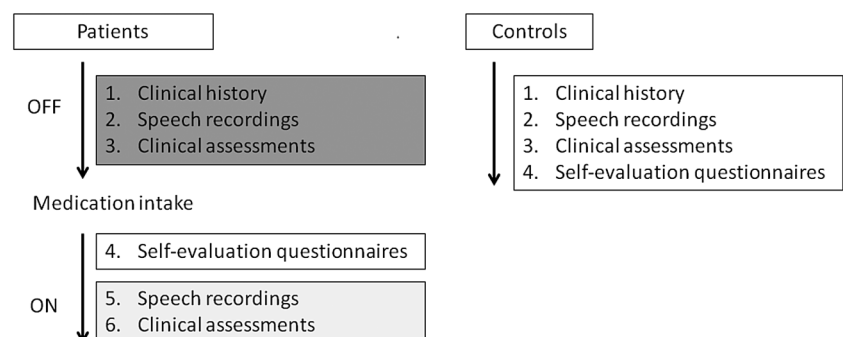 Patients
OFF
1. Clinical history
2. Speech recordings
3. Clinical assessments
Medication intake
4. Self-evaluation questionnaires
ON
5. Speech recordings
6. Clinical assessments
Controls
1. Clinical history
2. Speech recordings
3. Clinical assessments
4. Self-evaluation questionnaires